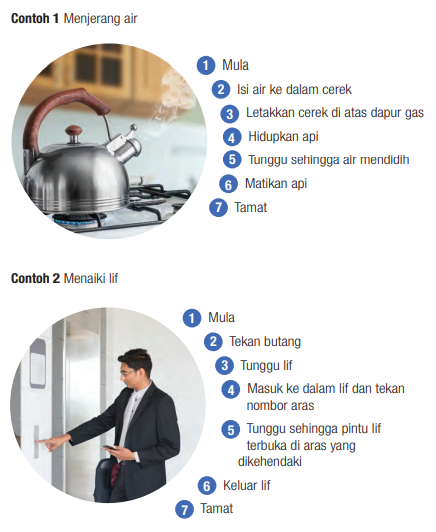 Contoh 1 Menjerang air
1 Mula
2 Isi air ke dalam cerek
3 Letakkan cerek di atas dapur gas
4 Hidupkan api
5 Tunggu sehingga air mendidih
6 Matikan api
7 Tamat
Contoh 2 Menaiki lif
1 Mula
2 Tekan butang
3 Tunggu lif
4 Masuk ke dalam lif dan tekan
nombor aras
5 Tunggu sehingga pintu lif
terbuka di aras yang
dikehendaki
6 Keluar lif
7 Tamat